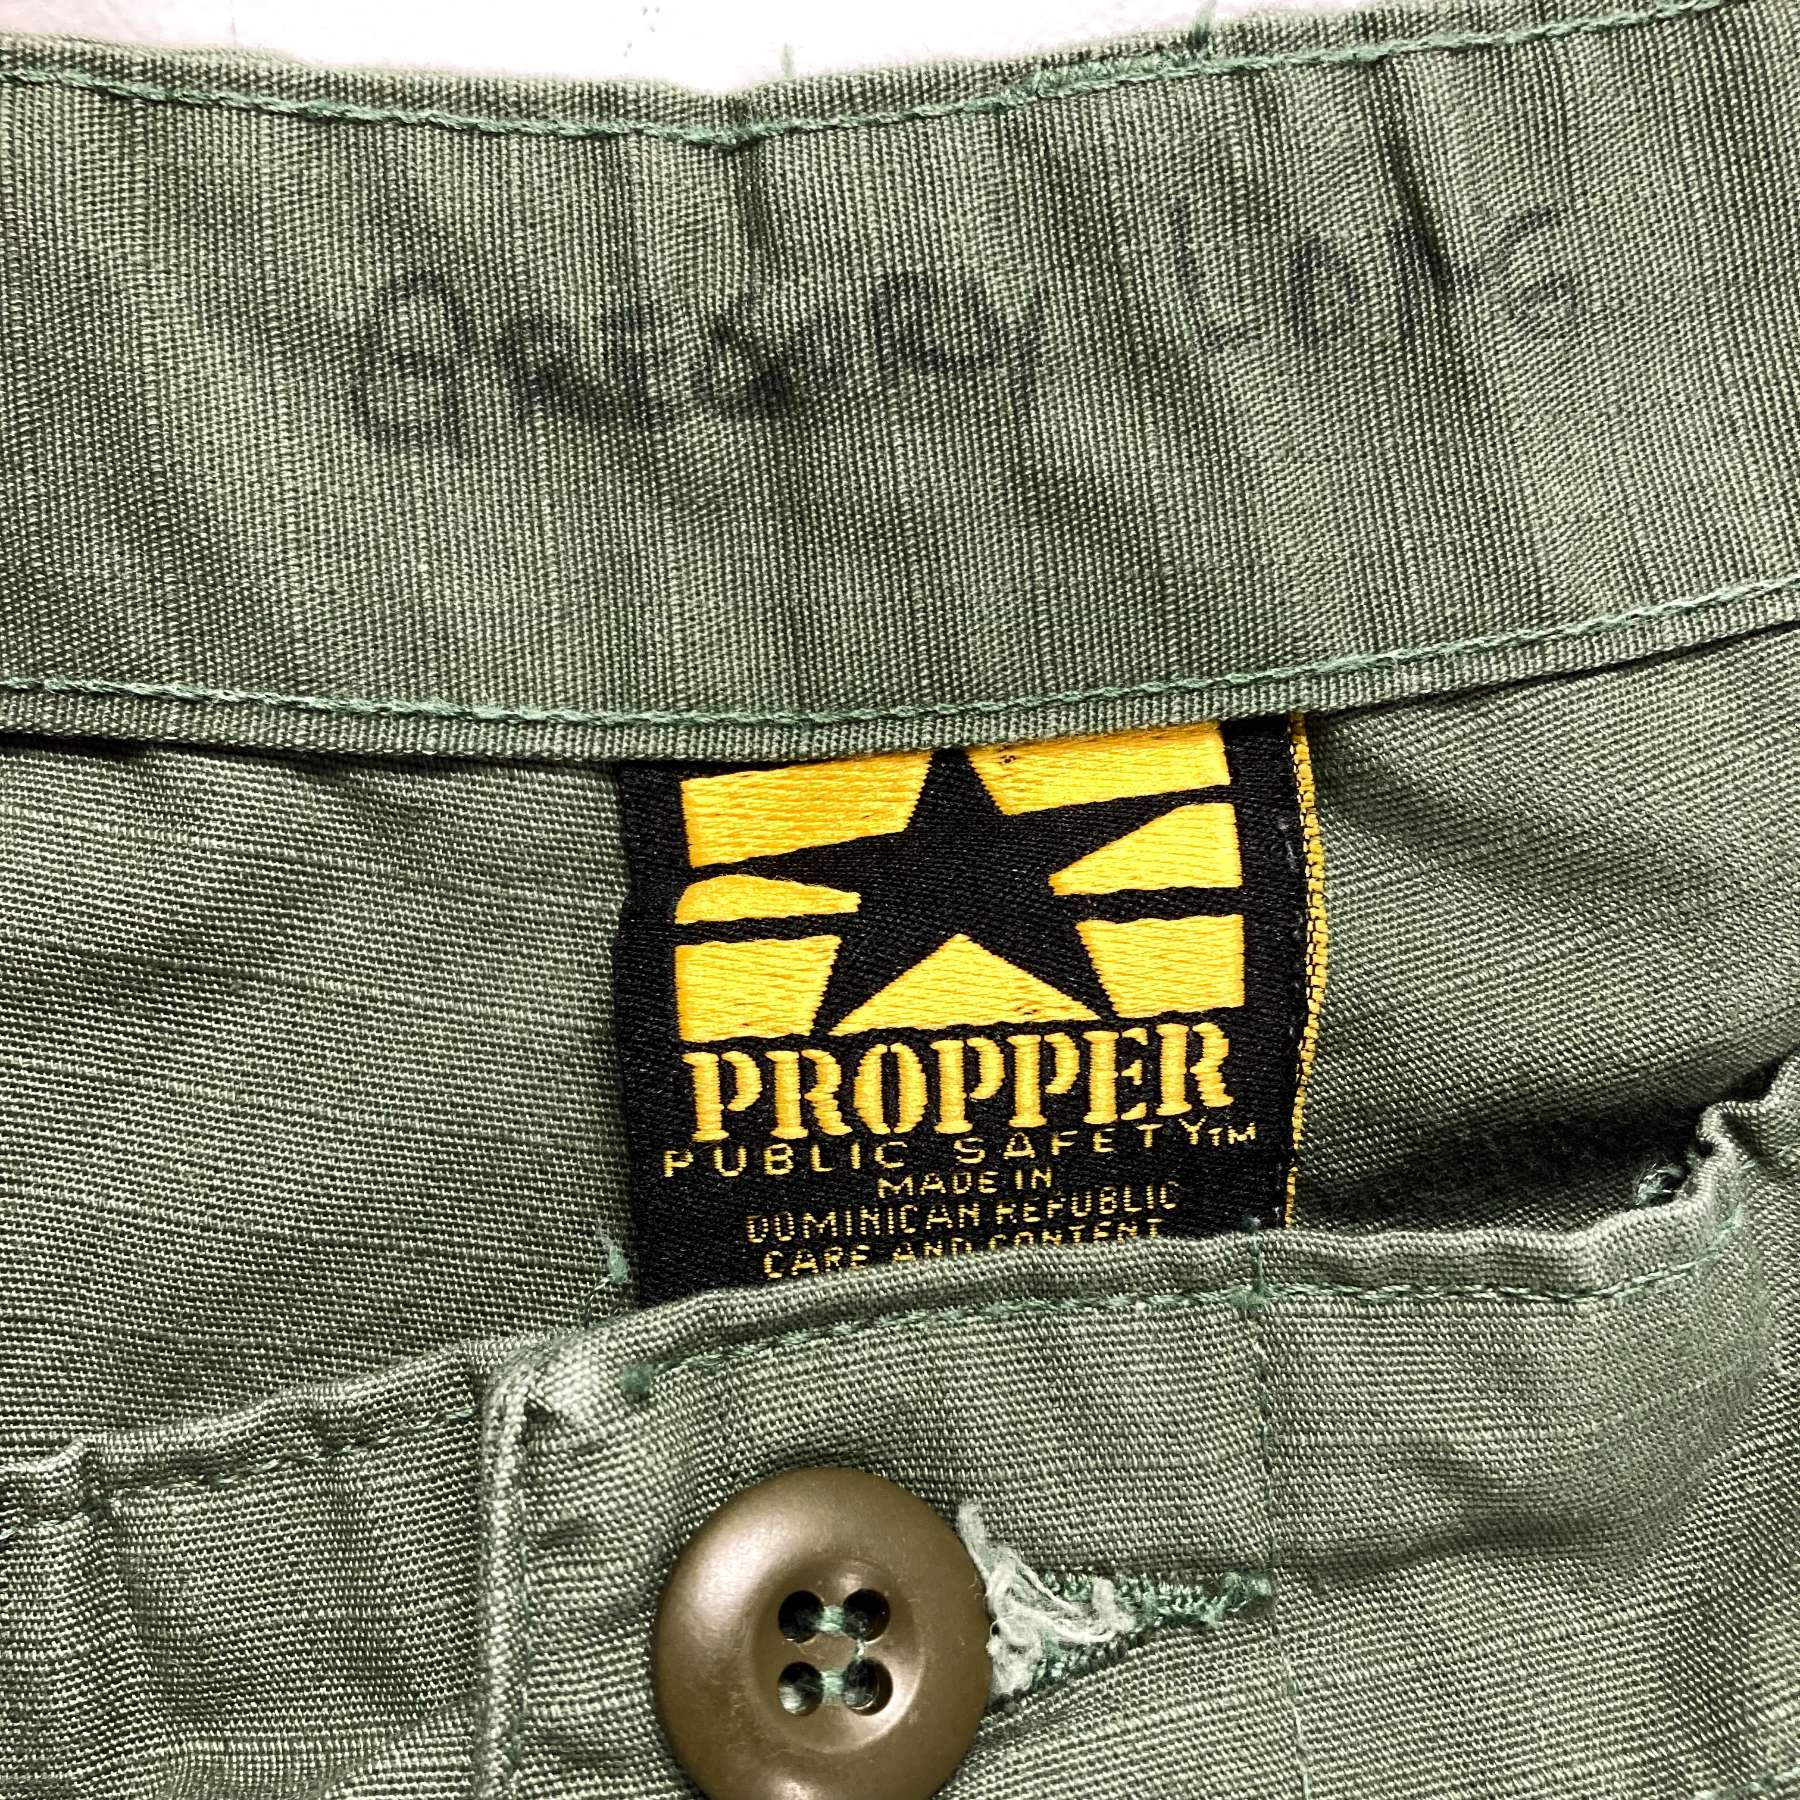 PROPPER
PUBLIC SAFETY™
MADE IN
DOMINICAN REPUBLIC
CARE AND CONTENT